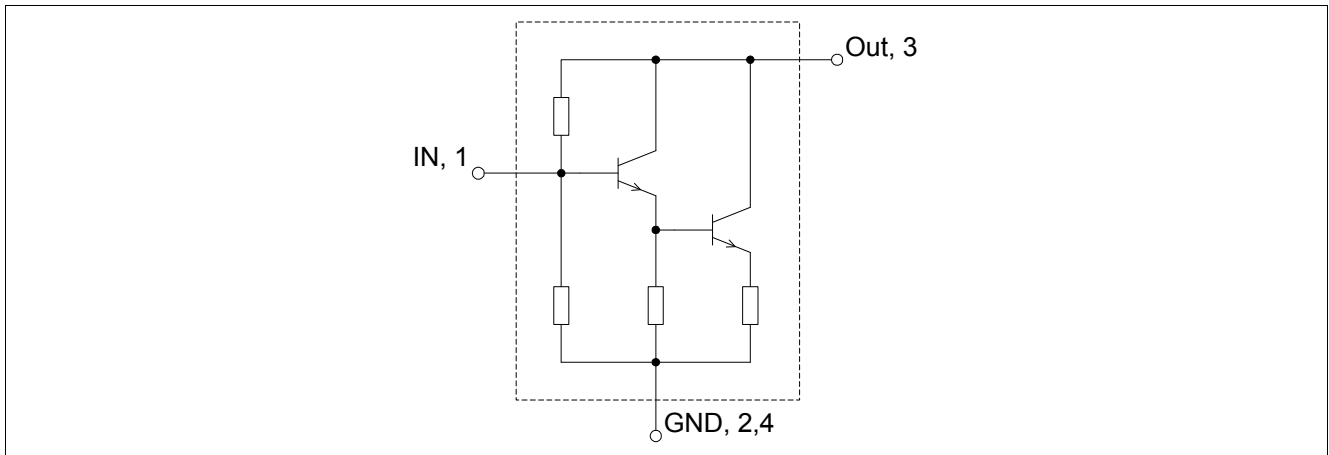 Out, 3
IN, 1
GND, 2,4